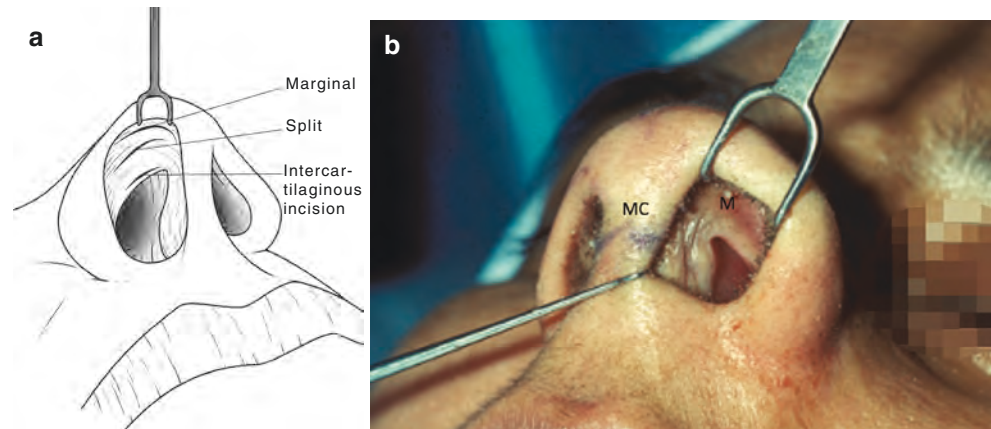 a
Marginal
Split
Intercar-
tilaginous
incision
b
MC
M